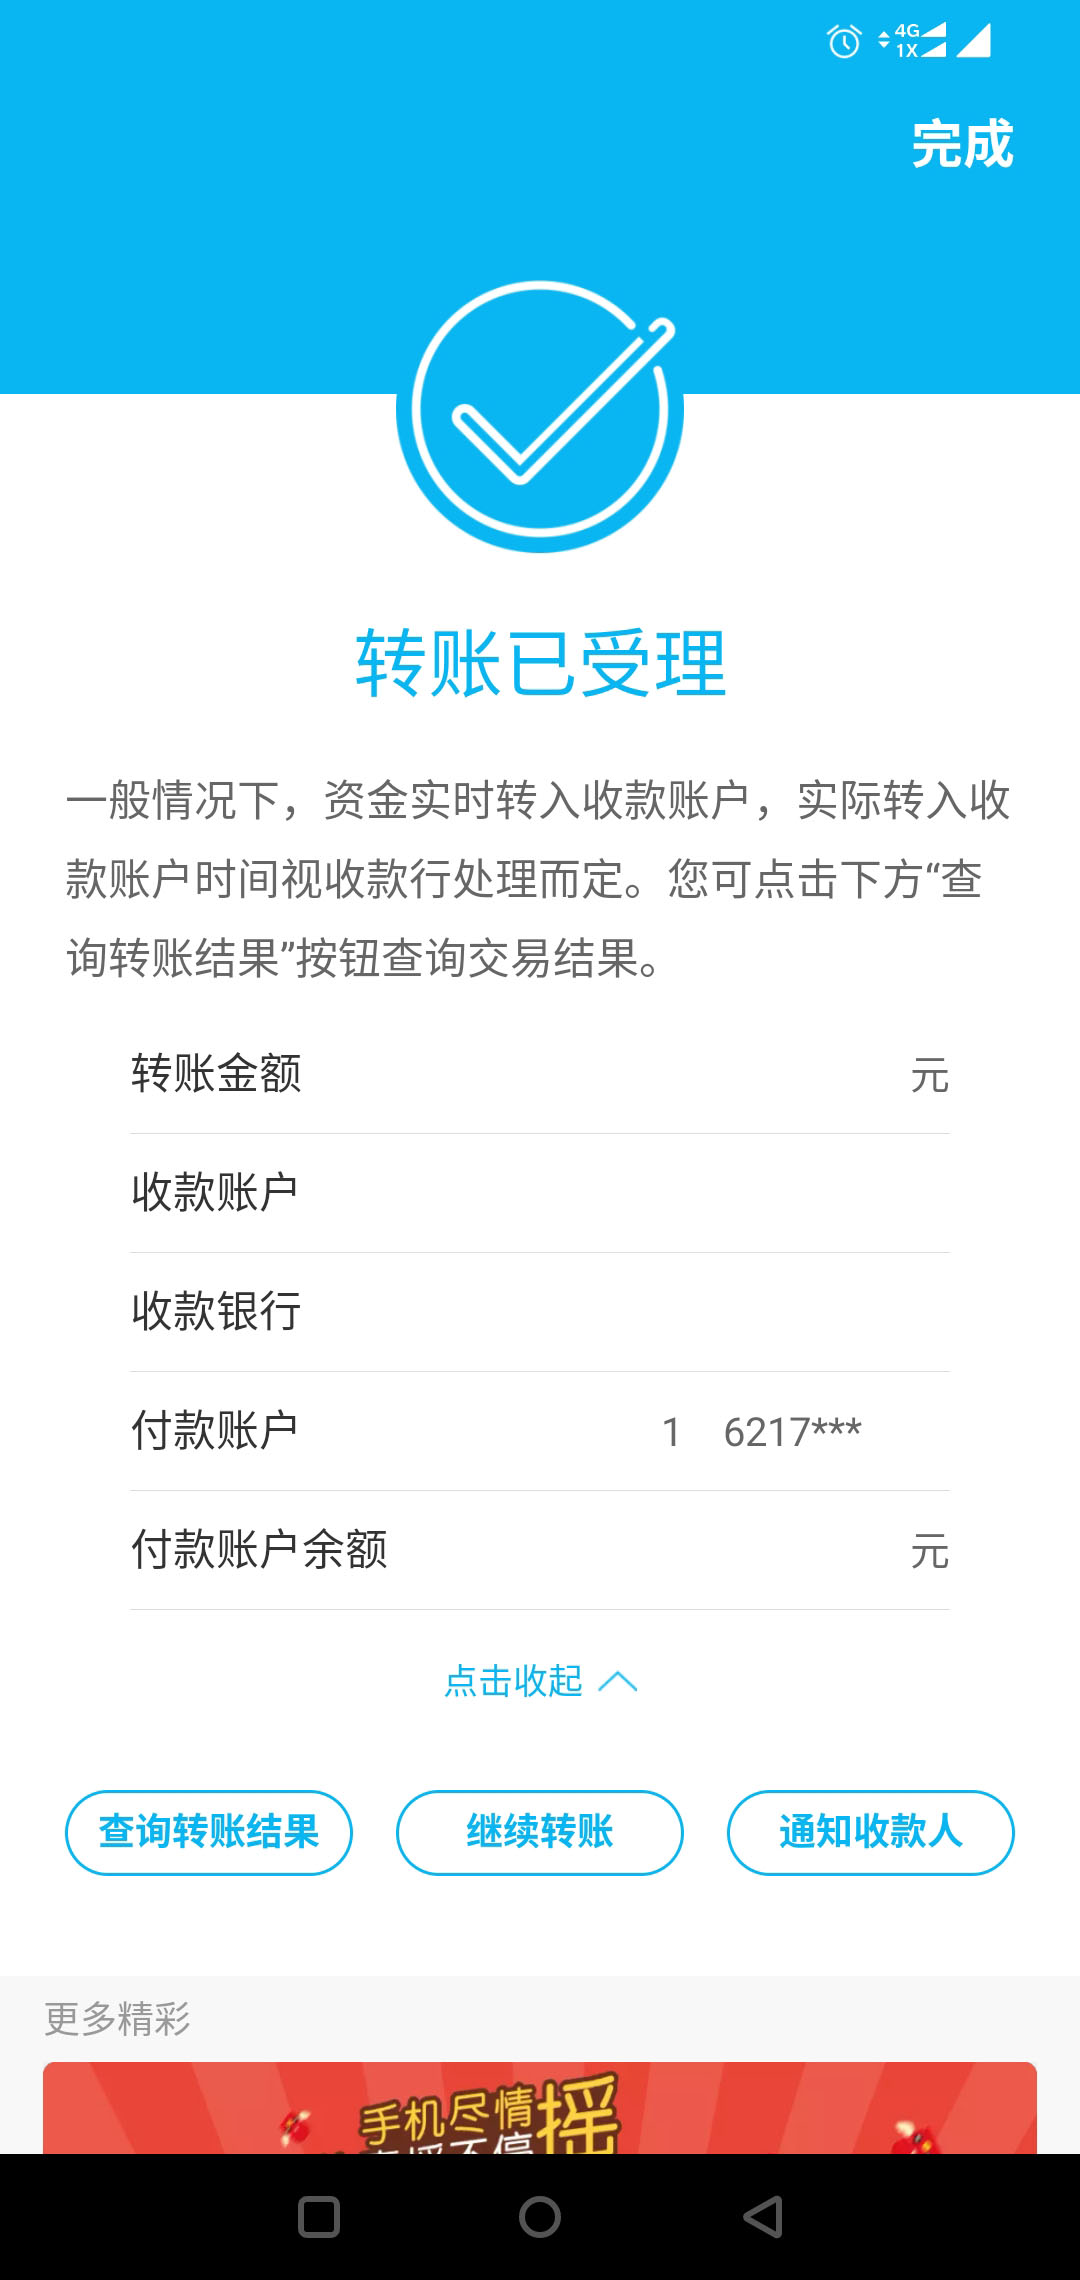 4G
1X
完成
转账已受理
一般情况下，资金实时转入收款账户，实际转入收
款账户时间视收款行处理而定。您可点击下方“查
询转账结果”按钮查询交易结果。
转账金额 元
收款账户
收款银行
付款账户 1 6217***
付款账户余额 元
点击收起
查询转账结果 继续转账 通知收款人
更多精彩
手机尽情摇